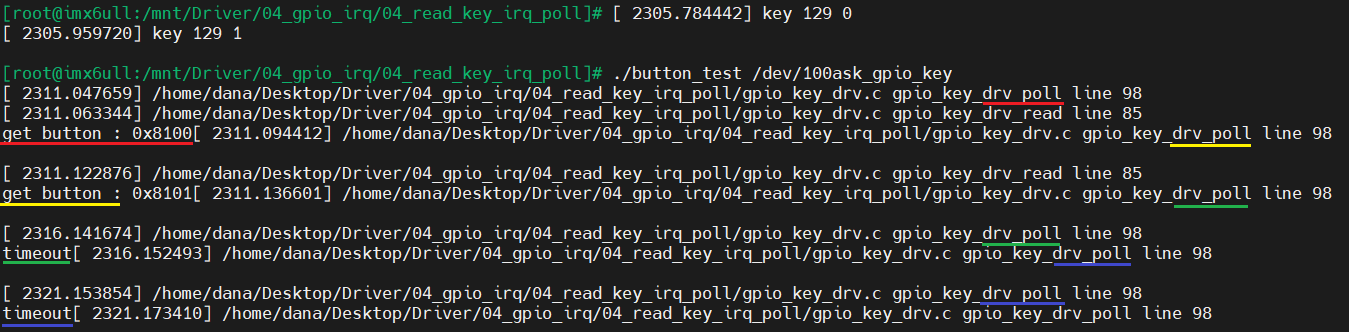 [root@imx6ull:/mnt/Driver/04_gpio_irq/04_read_key_irq_poll]# [ 2305.784442] key 129 0
[ 2305.959720] key 129 1
[root@imx6ull:/mnt/Driver/04_gpio_irq/04_read_key_irq_poll]# ./button_test /dev/100ask_gpio_key
[ 2311.047659] /home/dana/Desktop/Driver/04_gpio_irq/04_read_key_irq_poll/gpio_key_drv.c gpio_key_drv_poll line 98
[ 2311.063344] /home/dana/Desktop/Driver/04_gpio_irq/04_read_key_irq_poll/gpio_key_drv.c gpio_key_drv_read line 85
get button : 0x8100[ 2311.094412] /home/dana/Desktop/Driver/04_gpio_irq/04_read_key_irq_poll/gpio_key_drv.c gpio_key_drv_poll line 98
[ 2311.122876] /home/dana/Desktop/Driver/04_gpio_irq/04_read_key_irq_poll/gpio_key_drv.c gpio_key_drv_read line 85
get button : 0x8101[ 2311.136601] /home/dana/Desktop/Driver/04_gpio_irq/04_read_key_irq_poll/gpio_key_drv.c gpio_key_drv_poll line 98
[ 2316.141674] /home/dana/Desktop/Driver/04_gpio_irq/04_read_key_irq_poll/gpio_key_drv.c gpio_key_drv_poll line 98
timeout[ 2316.152493] /home/dana/Desktop/Driver/04_gpio_irq/04_read_key_irq_poll/gpio_key_drv.c gpio_key_drv_poll line 98
[ 2321.153854] /home/dana/Desktop/Driver/04_gpio_irq/04_read_key_irq_poll/gpio_key_drv.c gpio_key_drv_poll line 98
timeout[ 2321.173410] /home/dana/Desktop/Driver/04_gpio_irq/04_read_key_irq_poll/gpio_key_drv.c gpio_key_drv_poll line 98